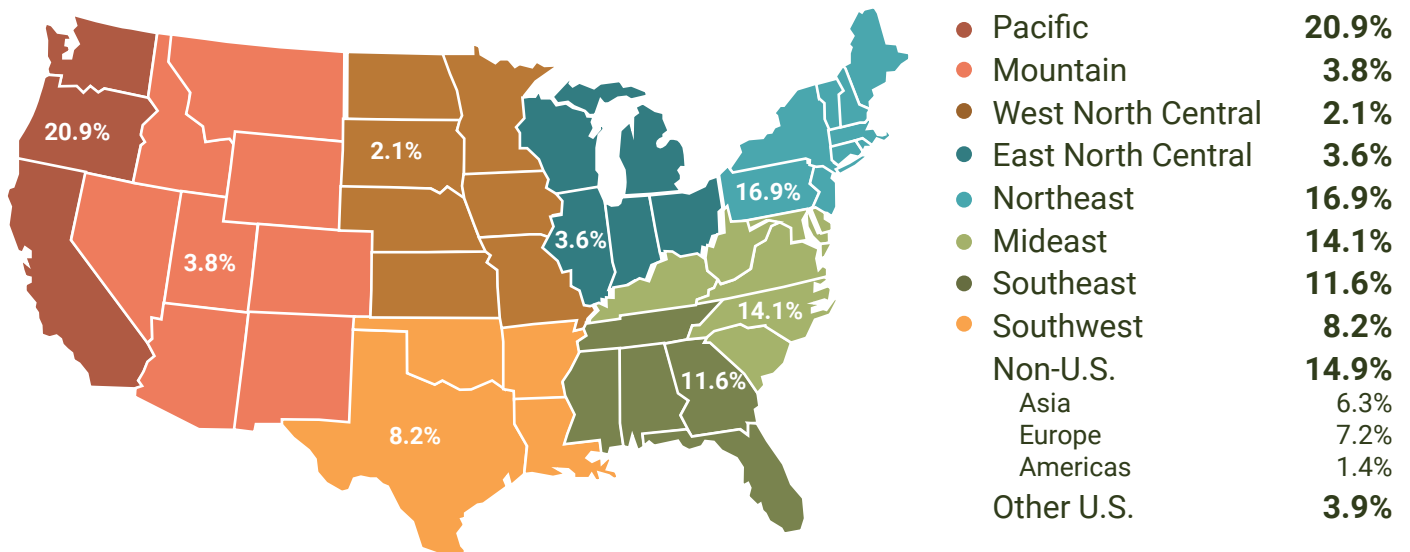 20.9%
2.1%
16.9%
3.6%
3.8%
14.1%
11.6%
8.2%
Pacific 20.9%
Mountain 3.8%
West North Central 2.1%
East North Central 3.6%
Northeast 16.9%
Mideast 14.1%
Southeast 11.6%
Southwest 8.2%
Non-U.S. 14.9%
Asia 6.3%
Europe 7.2%
Americas 1.4%
Other U.S. 3.9%